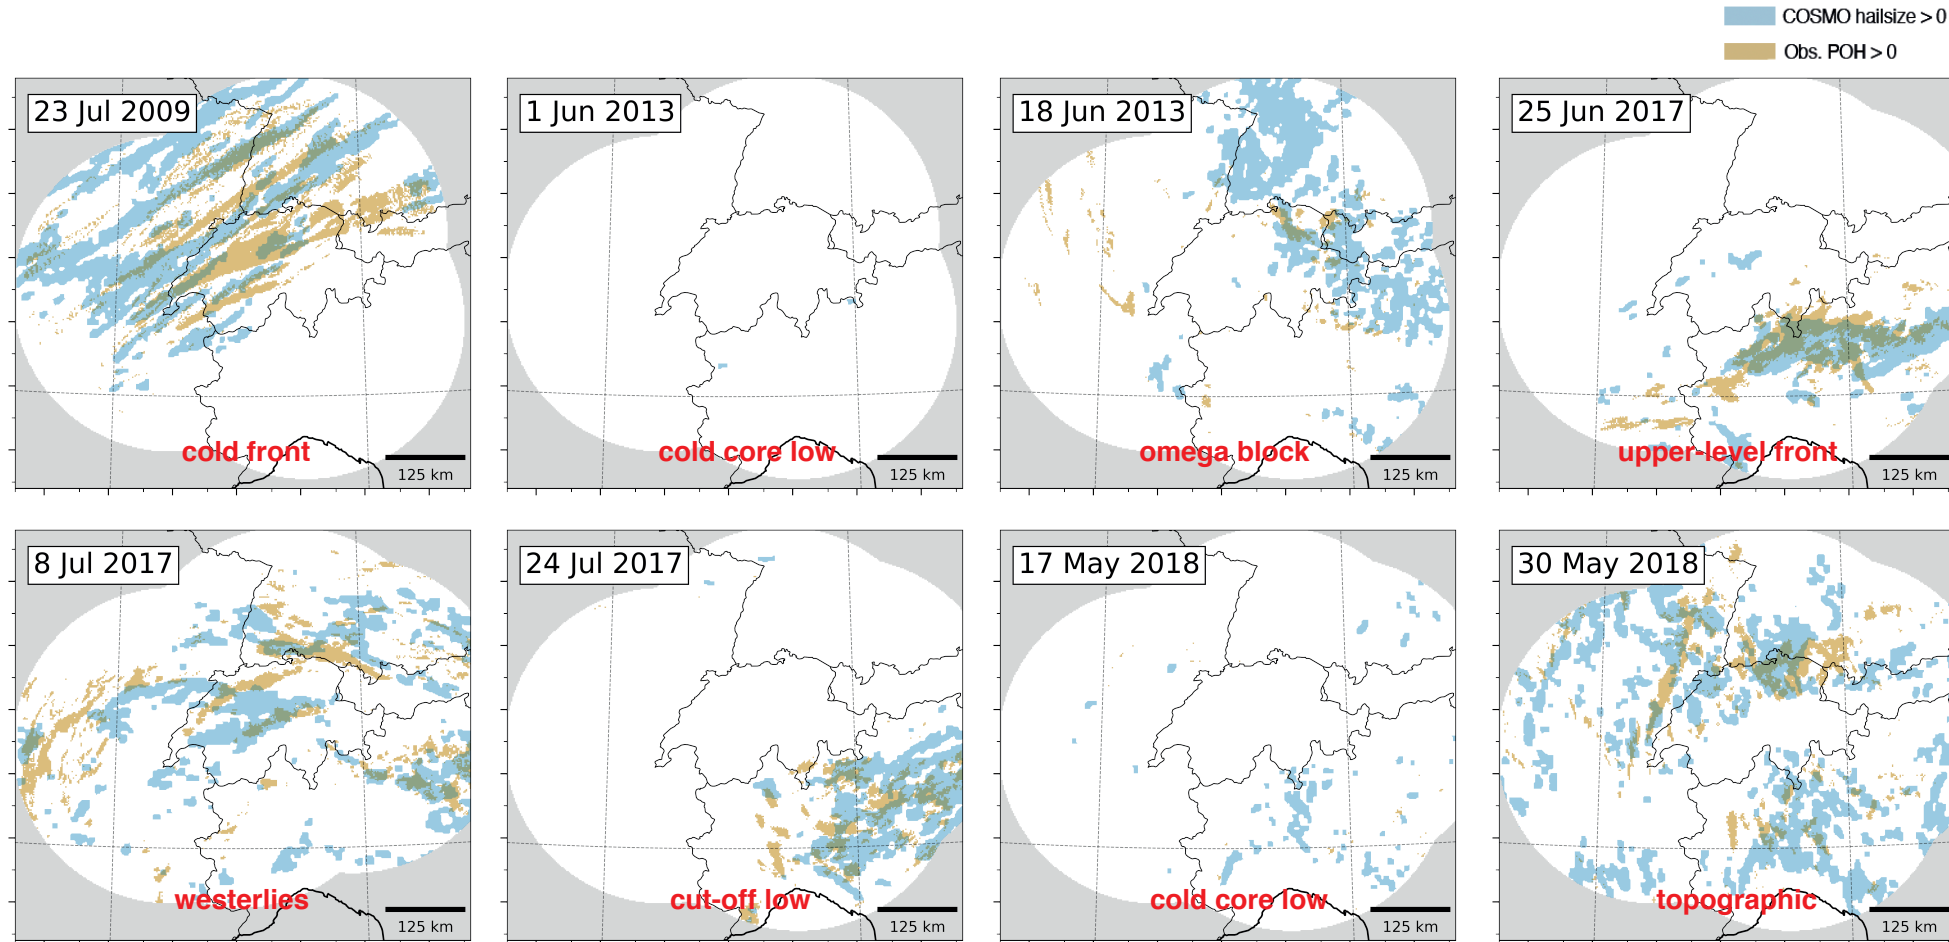 COSMO hailsize > 0
Obs. POH > 0
23 Jul 2009
1 Jun 2013
18 Jun 2013
25 Jun 2017
cold front
cold core low
omega block
upper-level front
125 km
125 km
125 km
125 km
8 Jul 2017
24 Jul 2017
17 May 2018
30 May 2018
westerlies
cut-off low
cold core low
topographic
125 km
125 km
125 km
125 km